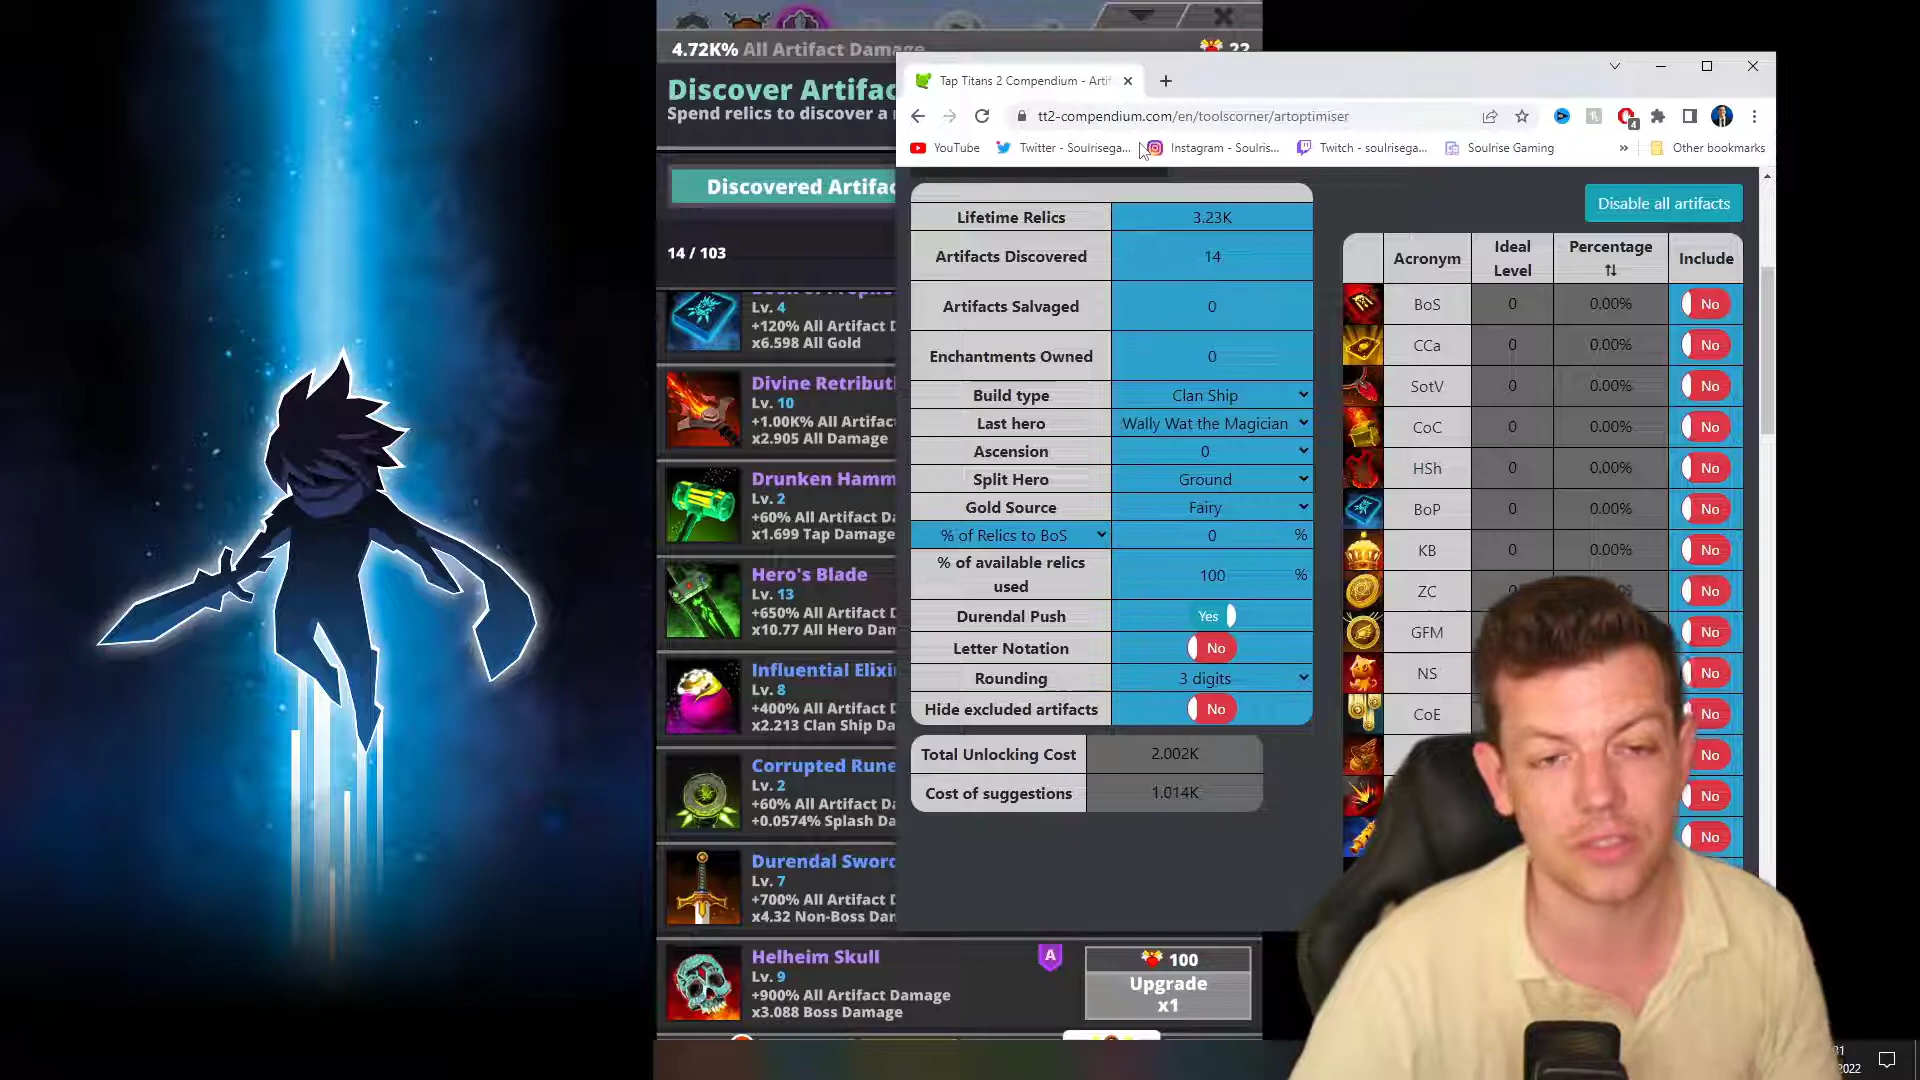 4.72K% All Artifact Damage
22
Discover Artifac
Spend relics to discover a
Discovered Artifac
14 / 103
Lv. 4
+120% All Artifact D
x6.598 All Gold
Divine Retributi
Lv. 10
+1.00K% All Artifac
x2.905 All Damage
Drunken Hamm
Lv. 2
+60% All Artifact Da
x1.699 Tap Damage
Hero's Blade
Lv. 13
+650% All Artifact D
x10.77 All Hero Dam
Influential Elixi
Lv. 8
+400% All Artifact D
x2.213 Clan Ship Da
Corrupted Rune
Lv. 2
+60% All Artifact Da
+0.0574% Splash Da
Durendal Sword
Lv. 7
+700% All Artifact D
x4.32 Non-Boss Dam
Helheim Skull
Lv. 9
+900% All Artifact Damage
x3.088 Boss Damage
A
100
Upgrade
x1
Tap Titans 2 Compendium - Artif
tt2-compendium.com/en/toolscorner/artoptimiser
4
YouTube Twitter - Soulrisega... Instagram - Soulris... Twitch - soulrisega... Soulrise Gaming » Other bookmarks
Lifetime Relics 3.23K
Artifacts Discovered 14
Artifacts Salvaged 0
Enchantments Owned 0
Build type Clan Ship
Last hero Wally Wat the Magician
Ascension 0
Split Hero Ground
Gold Source Fairy
% of Relics to BoS 0 %
% of available relics
used 100 %
Durendal Push Yes
Letter Notation No
Rounding 3 digits
Hide excluded artifacts No
Total Unlocking Cost 2.002K
Cost of suggestions 1.014K
Disable all artifacts
Acronym Ideal
Level Percentage Include
BoS 0 0.00% No
CCa 0 0.00% No
SotV 0 0.00% No
CoC 0 0.00% No
HSh 0 0.00% No
BoP 0 0.00% No
KB 0 0.00% No
ZC No
GFM No
NS No
CoE No
No
No
No
2022